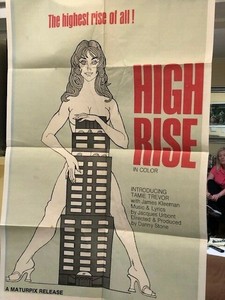 The highest rise of all!
HIGH
RISE
IN COLOR
INTRODUCING
TAMIE TREVOR
with James Kleeman
Music & Lyrics
by Jacques Urbont
Directed & Produced
by Danny Stone
A MATURPIX RELEASE